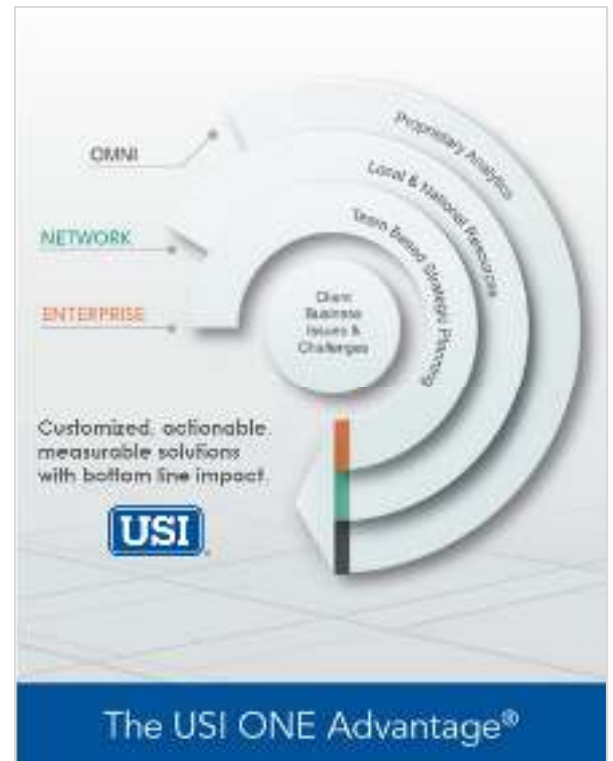 Proprietary Analytics
OMNI
Local & National Resources
NETWORK
Team Based Strategic Planning
ENTERPRISE
Client
Business
Issues &
Challenges
Customized, actionable,
measurable solutions
with bottom line impact.
USI
The USI ONE Advantage®